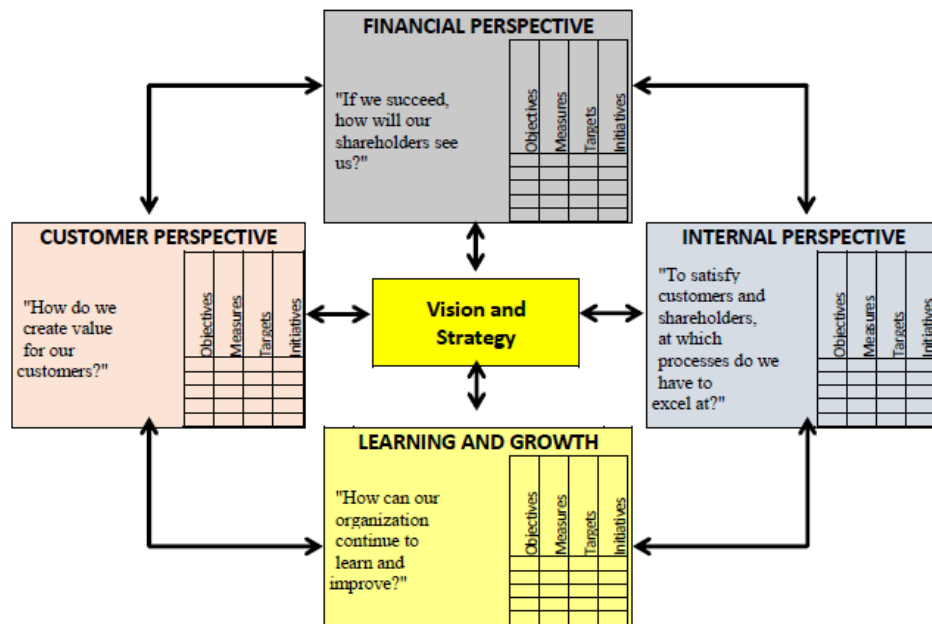 FINANCIAL PERSPECTIVE
"If we succeed,
how will our
shareholders see
us?"
Objectives
Measures
Targets
Initiatives
CUSTOMER PERSPECTIVE
"How do we
create value
for our
customers?"
Objectives
Measures
Targets
Initiatives
Vision and
Strategy
INTERNAL PERSPECTIVE
"To satisfy
customers and
shareholders,
at which
processes do we
have to
excel at?"
Objectives
Measures
Targets
Initiatives
LEARNING AND GROWTH
"How can our
organization
continue to
learn and
improve?"
Objectives
Measures
Targets
Initiatives